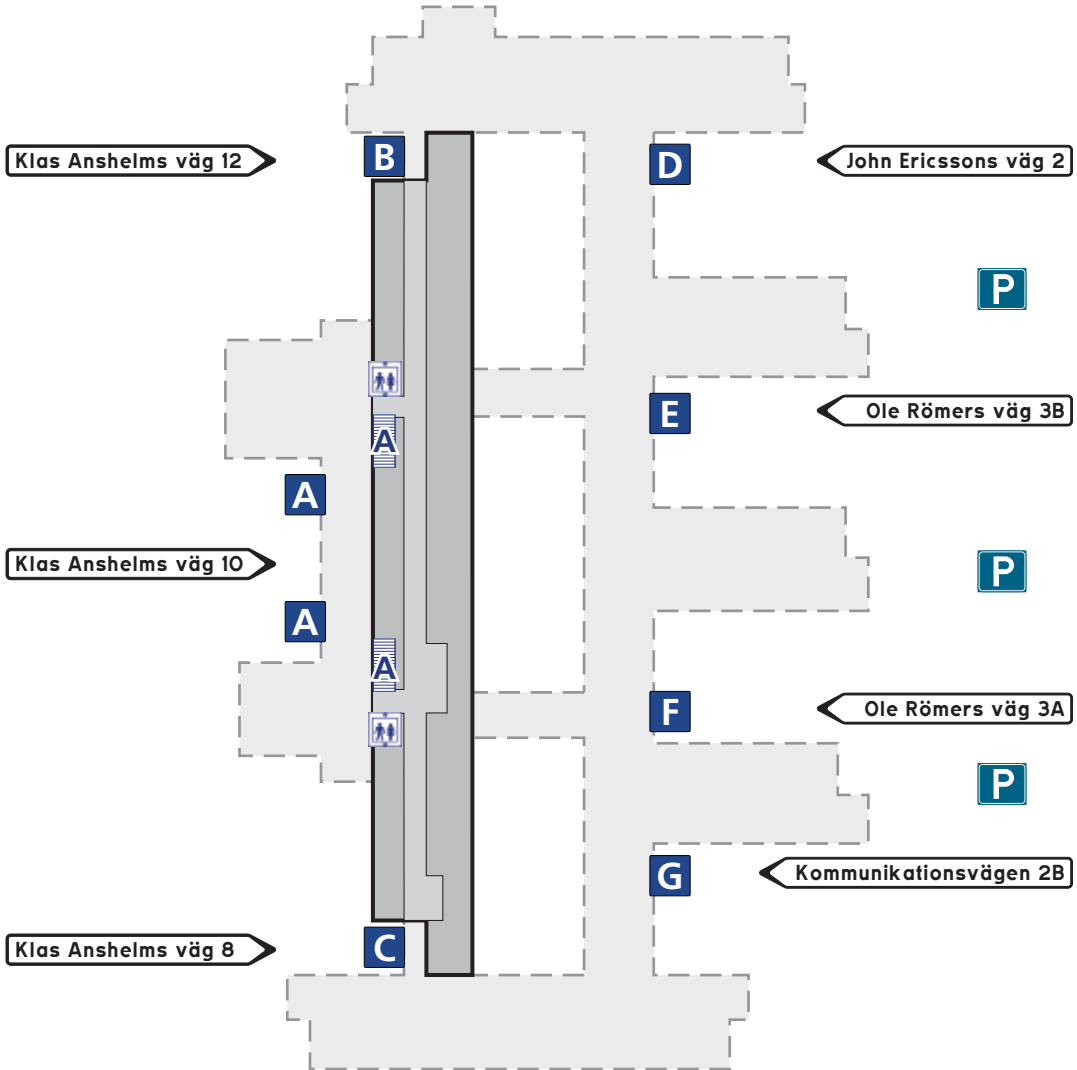 B
Klas Anshelms väg 12
D
John Ericssons väg 2
P
E
Ole Römers väg 3B
A
A
Klas Anshelms väg 10
P
A
A
F
Ole Römers väg 3A
P
G
Kommunikationsvägen 2B
C
Klas Anshelms väg 8